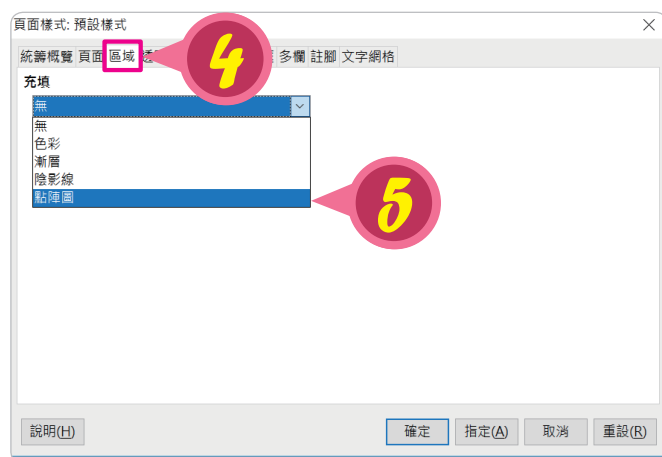 頁面樣式: 預設樣式
統籌概覽 頁面 區域 多欄 註腳 文字網格
4
充填
無
無
色彩
漸層
陰影線
點陣圖
5
說明(H) 確定 指定(A) 取消 重設(R)